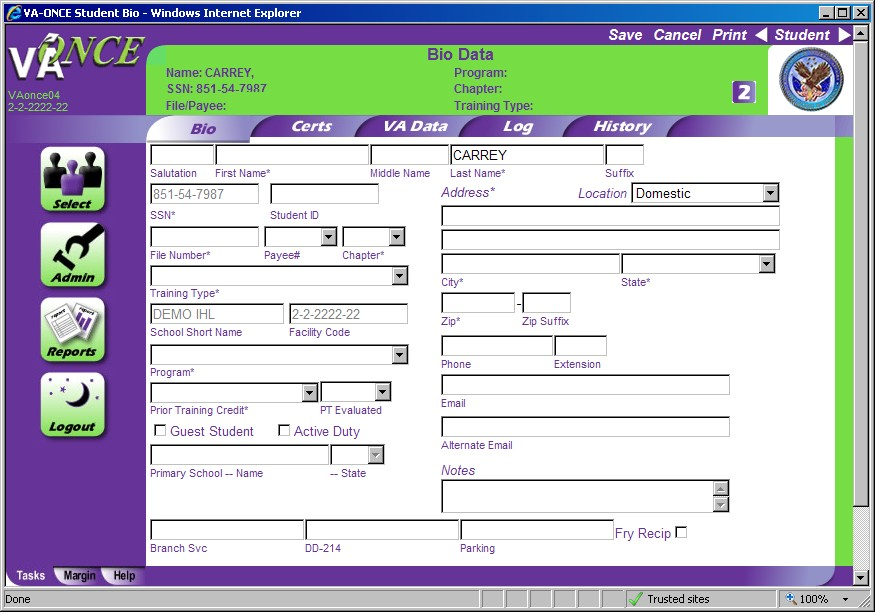 VA-ONCE Student Bio - Windows Internet Explorer
VA ONCE
Save Cancel Print Student
VAonce04
2-2-2222-22
Bio Data
Name: CARREY, Program:
SSN: 851-54-7987 Chapter:
File/Payee: Training Type:
2
Bio Certs VA Data Log History
Select
Admin
Reports
Logout
CARREY
Salutation First Name* Middle Name Last Name* Suffix
851-54-7987
SSN* Student ID
Address* Location Domestic
File Number* Payee# Chapter*
Training Type*
City* State*
DEMO IHL 2-2-2222-22
School Short Name Facility Code
-
Zip* Zip Suffix
Program*
Phone Extension
Prior Training Credit* PT Evaluated
Email
Guest Student Active Duty
Alternate Email
Primary School -- Name -- State
Notes
Fry Recip
Branch Svc DD-214 Parking
Tasks Margin Help
Done Trusted sites 100%